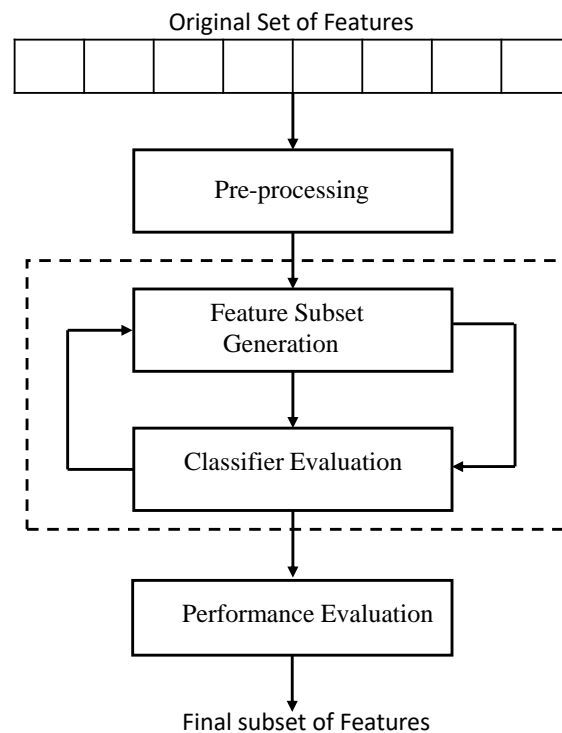 Original Set of Features
Pre-processing
Feature Subset
Generation
Classifier Evaluation
Performance Evaluation
Final subset of Features